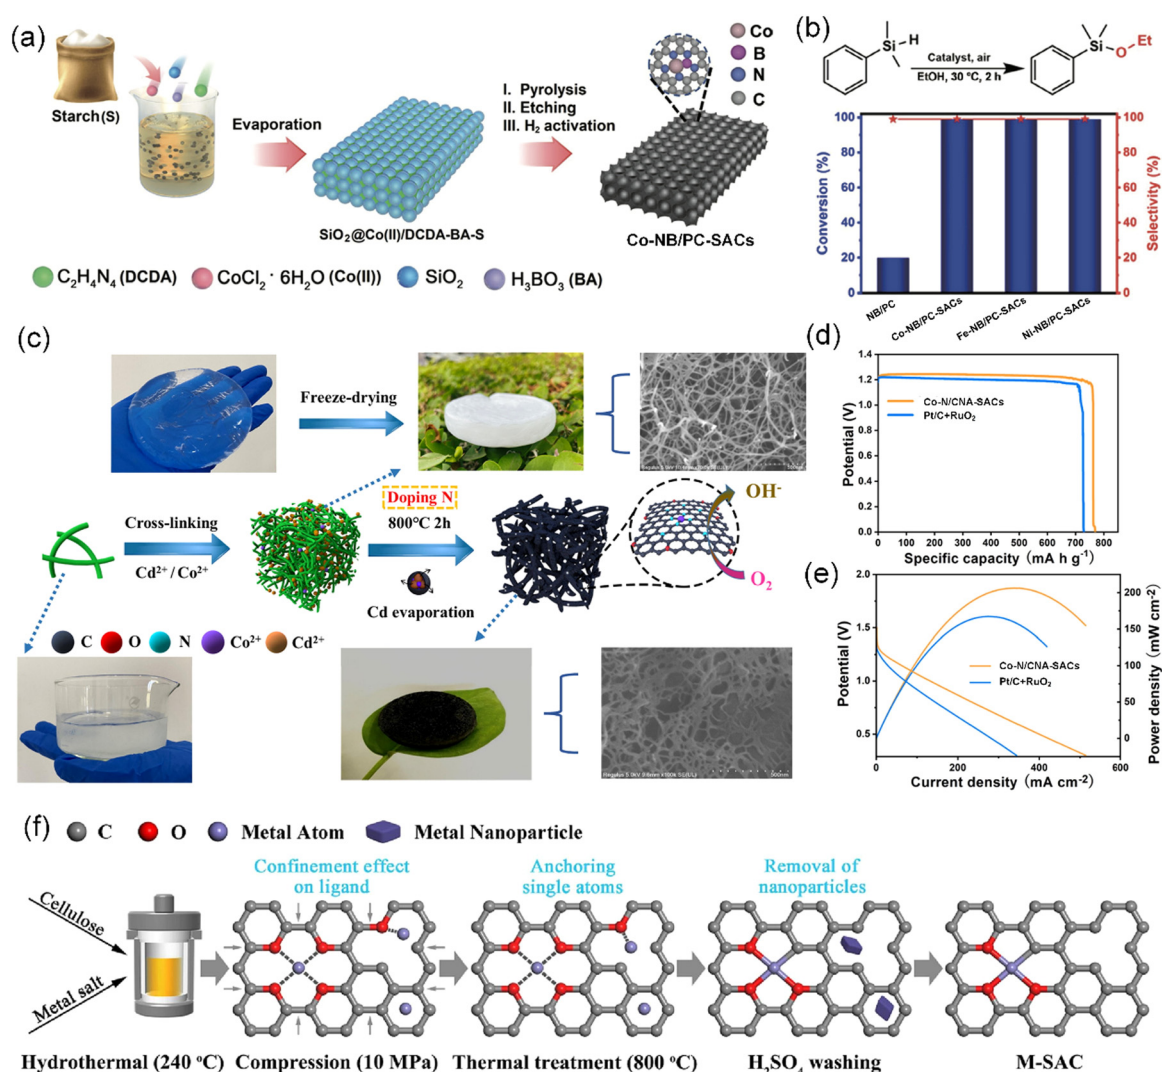 (a)
Starch(S)
Evaporation
SiO₂@Co(II)/DCDA-BA-S
I. Pyrolysis
II. Etching
III. H₂ activation
Co
B
N
C
Co-NB/PC-SACs
C₂H₄N₄ (DCDA)
CoCl₂ · 6H₂O (Co(II))
SiO₂
H₃BO₃ (BA)
(b)
Si
H
Catalyst, air
EtOH, 30 °C, 2 h
Si
O
Et
Conversion (%)
100
80
60
40
20
0
Selectivity (%)
100
80
60
40
20
0
NB/PC
Co-NB/PC-SACs
Fe-NB/PC-SACs
Ni-NB/PC-SACs
(c)
Freeze-drying
Cross-linking
Cd²⁺ / Co²⁺
Doping N
800°C 2h
Cd evaporation
OH⁻
O₂
C
O
N
Co²⁺
Cd²⁺
500nm
(d)
Potential (V)
1.4
1.2
1.0
0.8
0.6
0.4
0.2
0.0
Co-N/CNA-SACs
Pt/C+RuO₂
0 100 200 300 400 500 600 700 800 900
Specific capacity (mA h g⁻¹)
(e)
Potential (V)
2.0
1.5
1.0
0.5
Co-N/CNA-SACs
Pt/C+RuO₂
Power density (mW cm⁻²)
200
150
100
50
0
0 200 400 600
Current density (mA cm⁻²)
(f)
C
O
Metal Atom
Metal Nanoparticle
Cellulose
Metal salt
Confinement effect
on ligand
Anchoring
single atoms
Removal of
nanoparticles
Hydrothermal (240 °C)
Compression (10 MPa)
Thermal treatment (800 °C)
H₂SO₄ washing
M-SAC